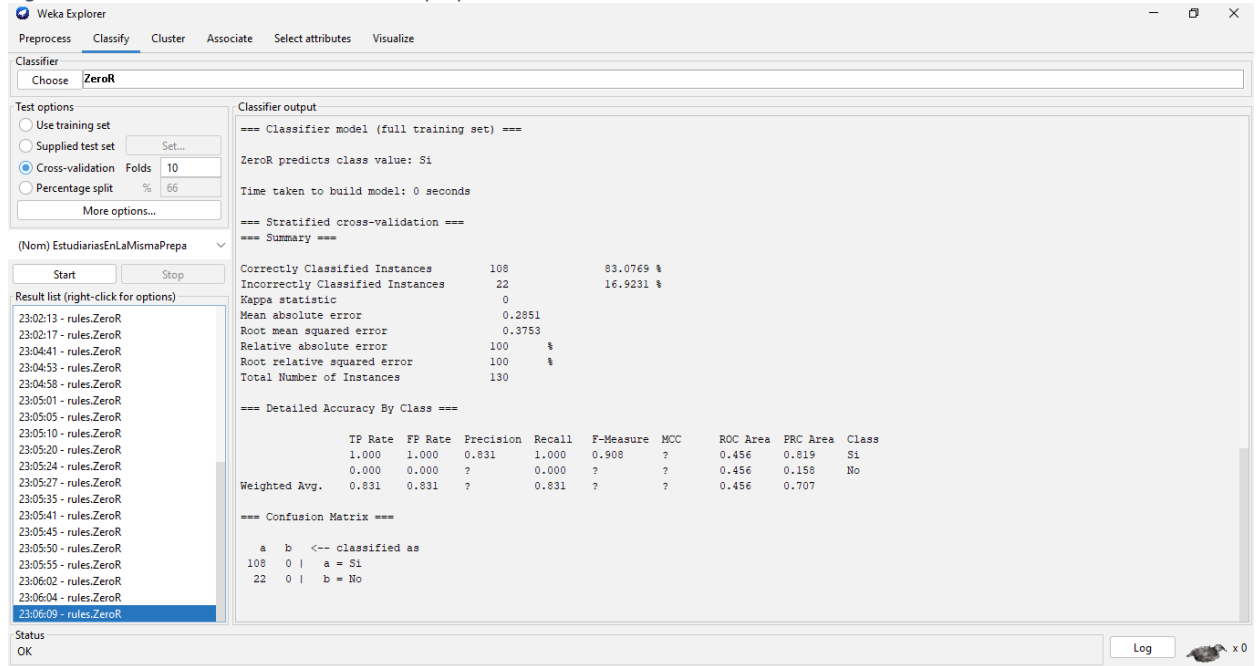 Weka Explorer
Preprocess Classify Cluster Associate Select attributes Visualize
Classifier
Choose ZeroR
Test options
Use training set
Supplied test set Set...
Cross-validation Folds 10
Percentage split % 66
More options...
(Nom) EstudiariasEnLaMismaPrepa
Start Stop
Result list (right-click for options)
23:02:13 - rules.ZeroR
23:02:17 - rules.ZeroR
23:04:41 - rules.ZeroR
23:04:53 - rules.ZeroR
23:04:58 - rules.ZeroR
23:05:01 - rules.ZeroR
23:05:05 - rules.ZeroR
23:05:10 - rules.ZeroR
23:05:20 - rules.ZeroR
23:05:24 - rules.ZeroR
23:05:27 - rules.ZeroR
23:05:35 - rules.ZeroR
23:05:41 - rules.ZeroR
23:05:45 - rules.ZeroR
23:05:50 - rules.ZeroR
23:05:55 - rules.ZeroR
23:06:02 - rules.ZeroR
23:06:04 - rules.ZeroR
23:06:09 - rules.ZeroR
Classifier output
=== Classifier model (full training set) ===
ZeroR predicts class value: Si
Time taken to build model: 0 seconds
=== Stratified cross-validation ===
=== Summary ===
Correctly Classified Instances 108 83.0769 %
Incorrectly Classified Instances 22 16.9231 %
Kappa statistic 0
Mean absolute error 0.2851
Root mean squared error 0.3753
Relative absolute error 100 %
Root relative squared error 100 %
Total Number of Instances 130
=== Detailed Accuracy By Class ===
TP Rate FP Rate Precision Recall F-Measure MCC ROC Area PRC Area Class
1.000 1.000 0.831 1.000 0.908 ? 0.456 0.819 Si
0.000 0.000 ? 0.000 ? ? 0.456 0.158 No
Weighted Avg. 0.831 0.831 ? 0.831 ? ? 0.456 0.707
=== Confusion Matrix ===
a b <-- classified as
108 0 | a = Si
22 0 | b = No
Status
OK
Log x 0